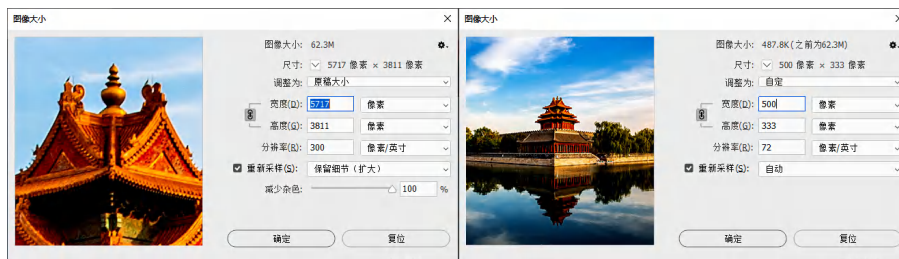 图像大小
图像大小: 62.3M
尺寸: 5717 像素 × 3811 像素
调整为: 原稿大小
宽度(D): 5717 像素
高度(G): 3811 像素
分辨率(R): 300 像素/英寸
重新采样(S): 保留细节（扩大）
减少杂色: 100 %
确定 复位
图像大小
图像大小: 487.8K(之前为62.3M)
尺寸: 500 像素 × 333 像素
调整为: 自定
宽度(D): 500 像素
高度(G): 333 像素
分辨率(R): 72 像素/英寸
重新采样(S): 自动
确定 复位